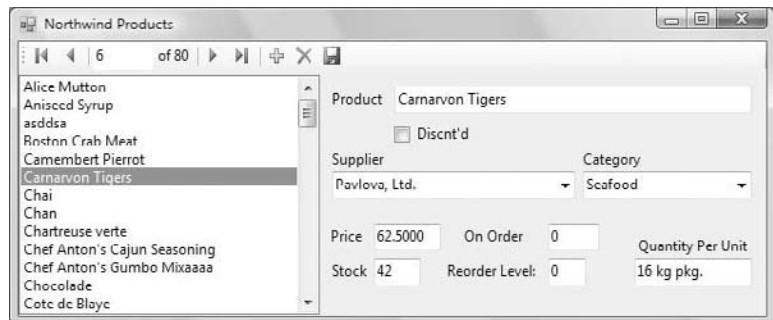 Northwind Products
6 of 80
Alice Mutton
Aniseed Syrup
asddsa
Boston Crab Meat
Camembert Pierrot
Carnarvon Tigers
Chai
Chan
Chartreuse verte
Chef Anton's Cajun Seasoning
Chef Anton's Gumbo Mixaaaa
Chocolade
Cote de Blaye
Product Carnarvon Tigers
Discnt'd
Supplier Category
Pavlova, Ltd. Seafood
Price 62.5000 On Order 0
Quantity Per Unit
Stock 42 Reorder Level: 0 16 kg pkg.